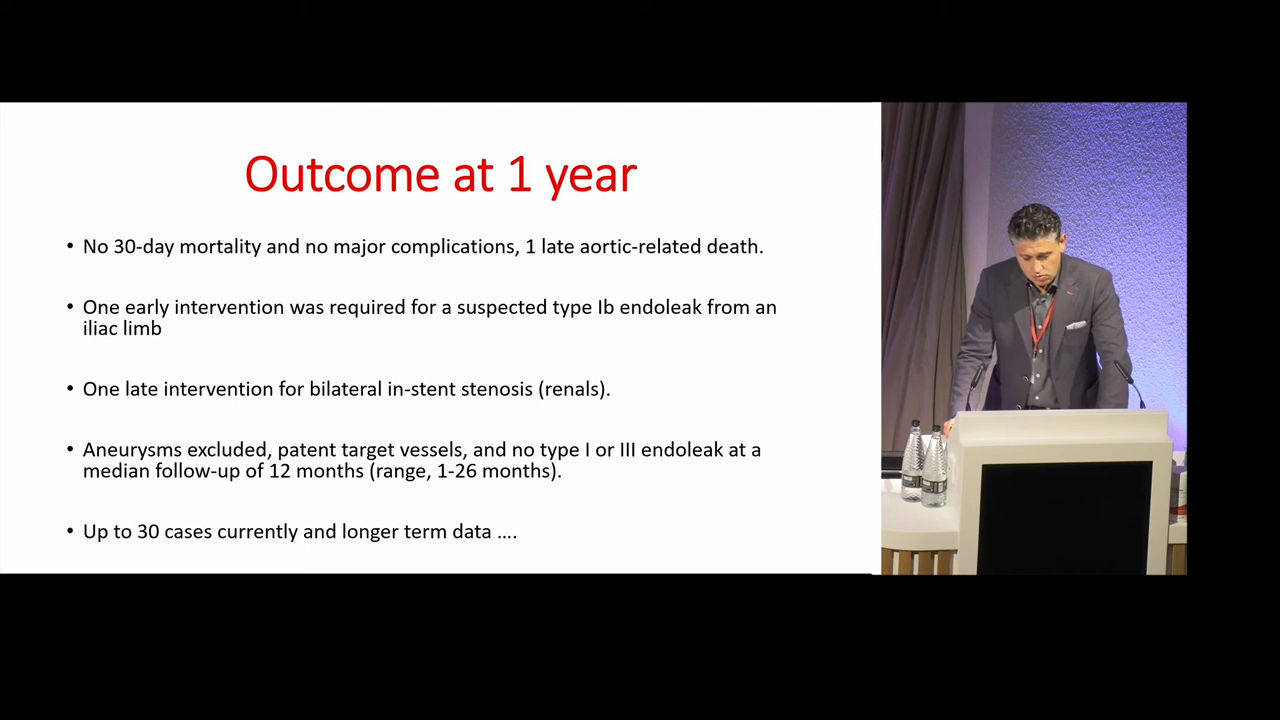 Outcome at 1 year
• No 30-day mortality and no major complications, 1 late aortic-related death.
• One early intervention was required for a suspected type Ib endoleak from an
iliac limb
• One late intervention for bilateral in-stent stenosis (renals).
• Aneurysms excluded, patent target vessels, and no type I or III endoleak at a
median follow-up of 12 months (range, 1-26 months).
• Up to 30 cases currently and longer term data ....